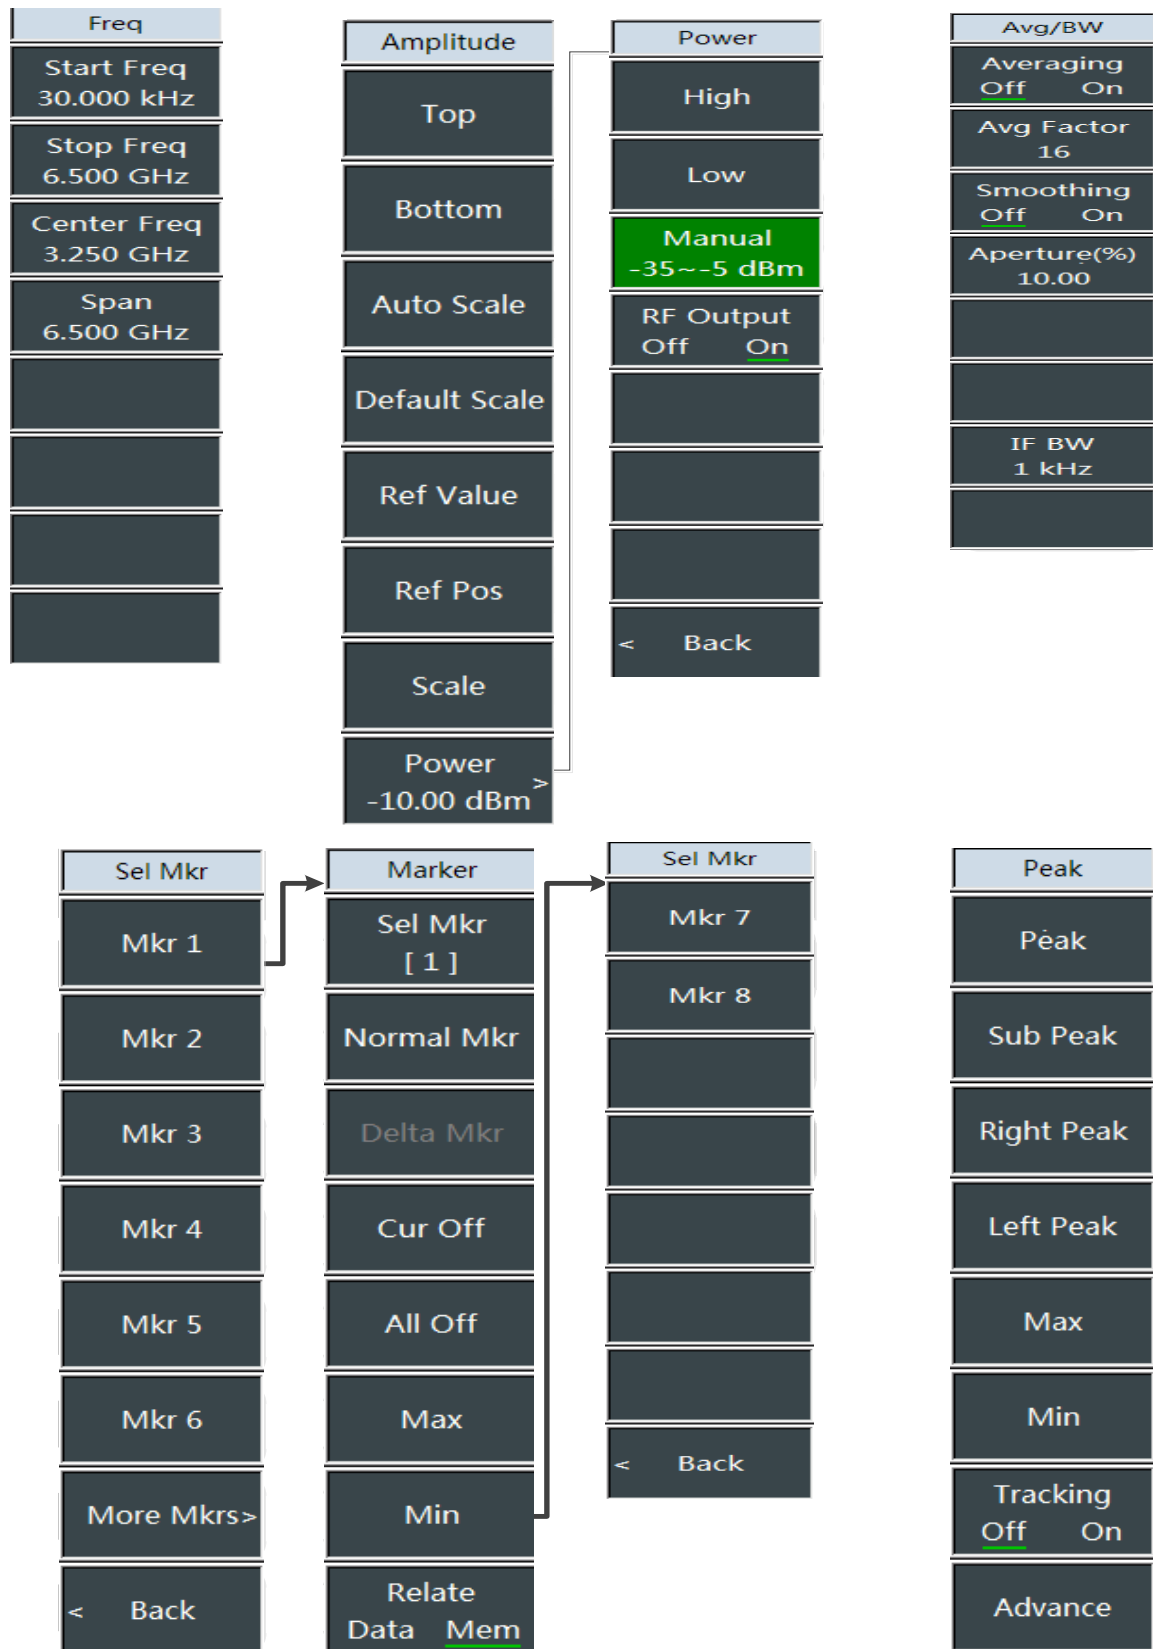 Freq
Start Freq
30.000 kHz
Stop Freq
6.500 GHz
Center Freq
3.250 GHz
Span
6.500 GHz
Amplitude
Top
Bottom
Auto Scale
Default Scale
Ref Value
Ref Pos
Scale
Power
-10.00 dBm >
Power
High
Low
Manual
-35~-5 dBm
RF Output
Off On
< Back
Avg/BW
Averaging
Off On
Avg Factor
16
Smoothing
Off On
Aperture(%)
10.00
IF BW
1 kHz
Sel Mkr
Mkr 1
Mkr 2
Mkr 3
Mkr 4
Mkr 5
Mkr 6
More Mkrs>
< Back
Marker
Sel Mkr
[ 1 ]
Normal Mkr
Delta Mkr
Cur Off
All Off
Max
Min
Relate
Data Mem
Sel Mkr
Mkr 7
Mkr 8
< Back
Peak
Peak
Sub Peak
Right Peak
Left Peak
Max
Min
Tracking
Off On
Advance